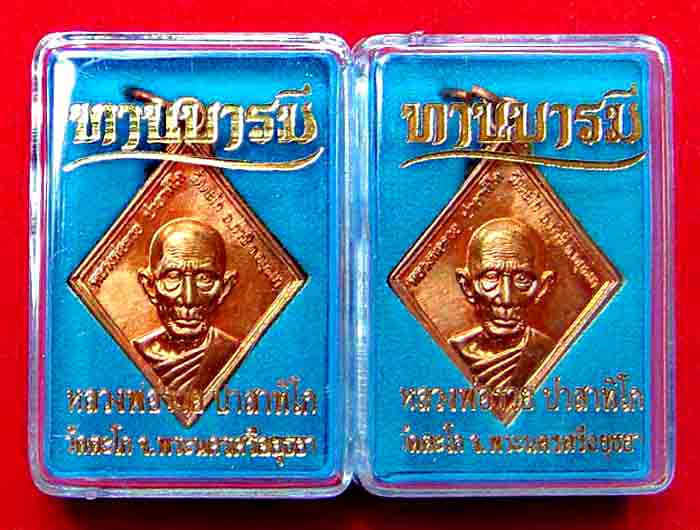 ทานบารมี
หลวงพ่อรวย ปาสาทิโก
วัดตะโก จ.พระนครศรีอยุธยา
ทานบารมี
หลวงพ่อรวย ปาสาทิโก
วัดตะโก จ.พระนครศรีอยุธยา